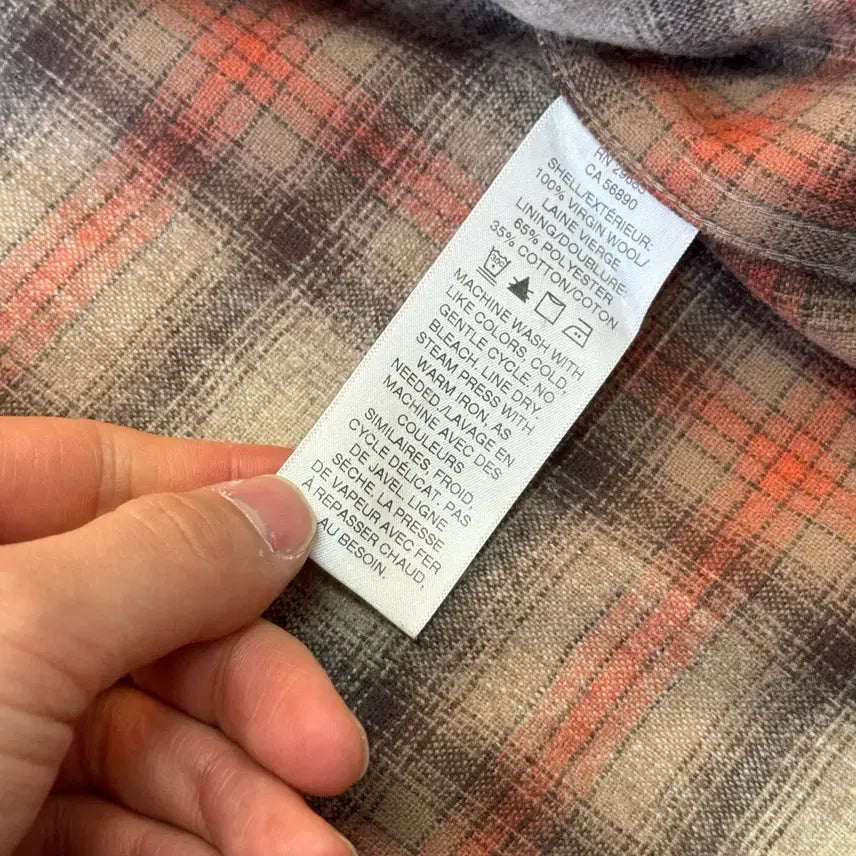 CA 56890
SHELL/EXTÉRIEUR:
100% VIRGIN WOOL/
LAINE VIERGE.
LINING/DOUBLURE:
65% POLYESTER
35% COTTON/COTON
MACHINE WASH WITH
LIKE COLORS, COLD,
GENTLE CYCLE. NO
BLEACH. LINE DRY.
STEAM PRESS WITH
WARM IRON, AS
NEEDED./LAVAGE EN
MACHINE AVEC DES
COULEURS
SIMILAIRES, FROID,
CYCLE DÉLICAT. PAS
DE JAVEL. LIGNE
SÈCHE. LA PRESSE
DE VAPEUR AVEC FER
À REPASSER CHAUD,
AU BESOIN.